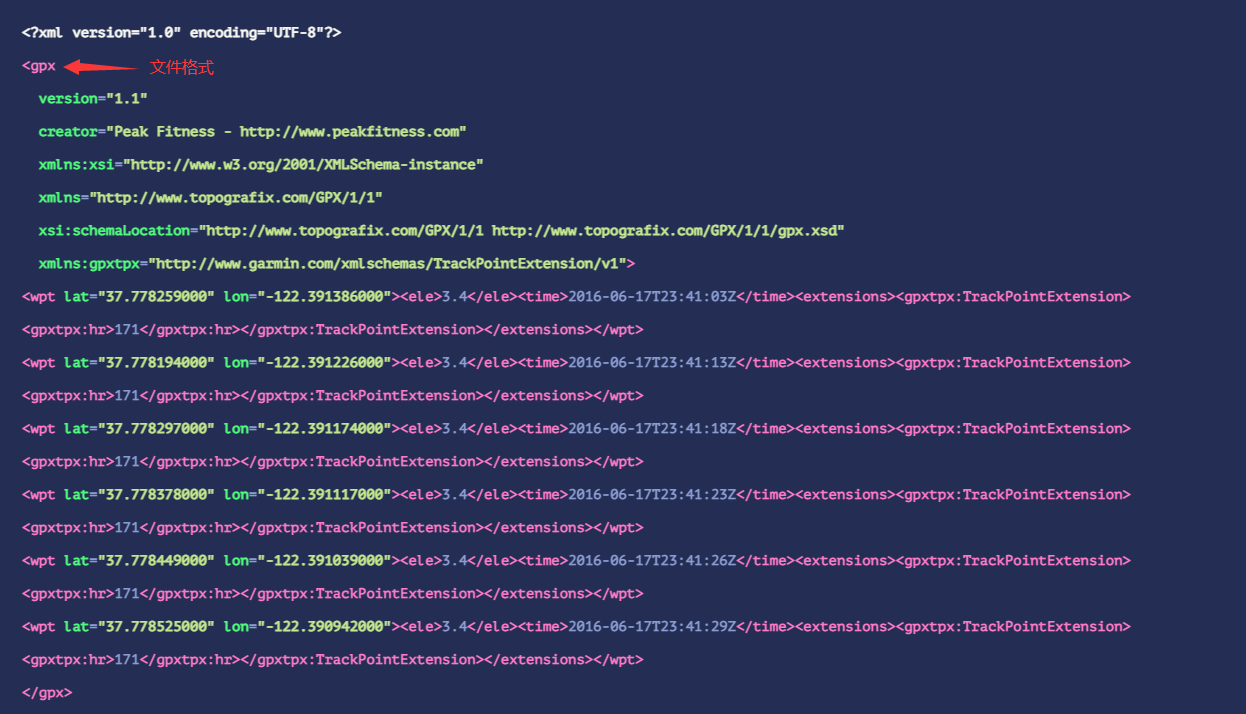 <?xml version="1.0" encoding="UTF-8"?>
<gpx 文件格式
version="1.1"
creator="Peak Fitness - http://www.peakfitness.com"
xmlns:xsi="http://www.w3.org/2001/XMLSchema-instance"
xmlns="http://www.topografix.com/GPX/1/1"
xsi:schemaLocation="http://www.topografix.com/GPX/1/1 http://www.topografix.com/GPX/1/1/gpx.xsd"
xmlns:gpxtpx="http://www.garmin.com/xmlschemas/TrackPointExtension/v1">
<wpt lat="37.778259000" lon="-122.391386000"><ele>3.4</ele><time>2016-06-17T23:41:03Z</time><extensions><gpxtpx:TrackPointExtension>
<gpxtpx:hr>171</gpxtpx:hr></gpxtpx:TrackPointExtension></extensions></wpt>
<wpt lat="37.778194000" lon="-122.391226000"><ele>3.4</ele><time>2016-06-17T23:41:13Z</time><extensions><gpxtpx:TrackPointExtension>
<gpxtpx:hr>171</gpxtpx:hr></gpxtpx:TrackPointExtension></extensions></wpt>
<wpt lat="37.778297000" lon="-122.391174000"><ele>3.4</ele><time>2016-06-17T23:41:18Z</time><extensions><gpxtpx:TrackPointExtension>
<gpxtpx:hr>171</gpxtpx:hr></gpxtpx:TrackPointExtension></extensions></wpt>
<wpt lat="37.778378000" lon="-122.391117000"><ele>3.4</ele><time>2016-06-17T23:41:23Z</time><extensions><gpxtpx:TrackPointExtension>
<gpxtpx:hr>171</gpxtpx:hr></gpxtpx:TrackPointExtension></extensions></wpt>
<wpt lat="37.778449000" lon="-122.391039000"><ele>3.4</ele><time>2016-06-17T23:41:26Z</time><extensions><gpxtpx:TrackPointExtension>
<gpxtpx:hr>171</gpxtpx:hr></gpxtpx:TrackPointExtension></extensions></wpt>
<wpt lat="37.778525000" lon="-122.390942000"><ele>3.4</ele><time>2016-06-17T23:41:29Z</time><extensions><gpxtpx:TrackPointExtension>
<gpxtpx:hr>171</gpxtpx:hr></gpxtpx:TrackPointExtension></extensions></wpt>
</gpx>